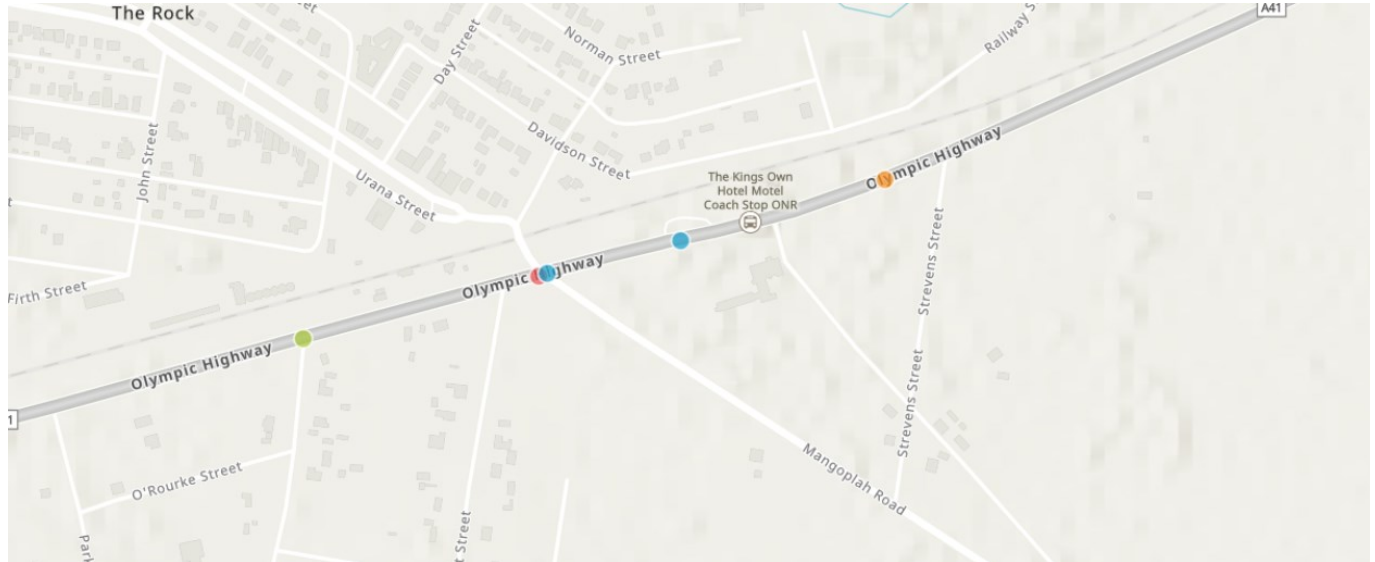 The Rock
A41
Railway S
Norman Street
Day Street
Davidson Street
John Street
Urana Street
The Kings Own
Hotel Motel
Coach Stop ONR
Olympic Highway
Strevens Street
Olympic Highway
Firth Street
Olympic Highway
1
Strevens Street
Mangoplah Road
O'Rourke Street
Park
t Street